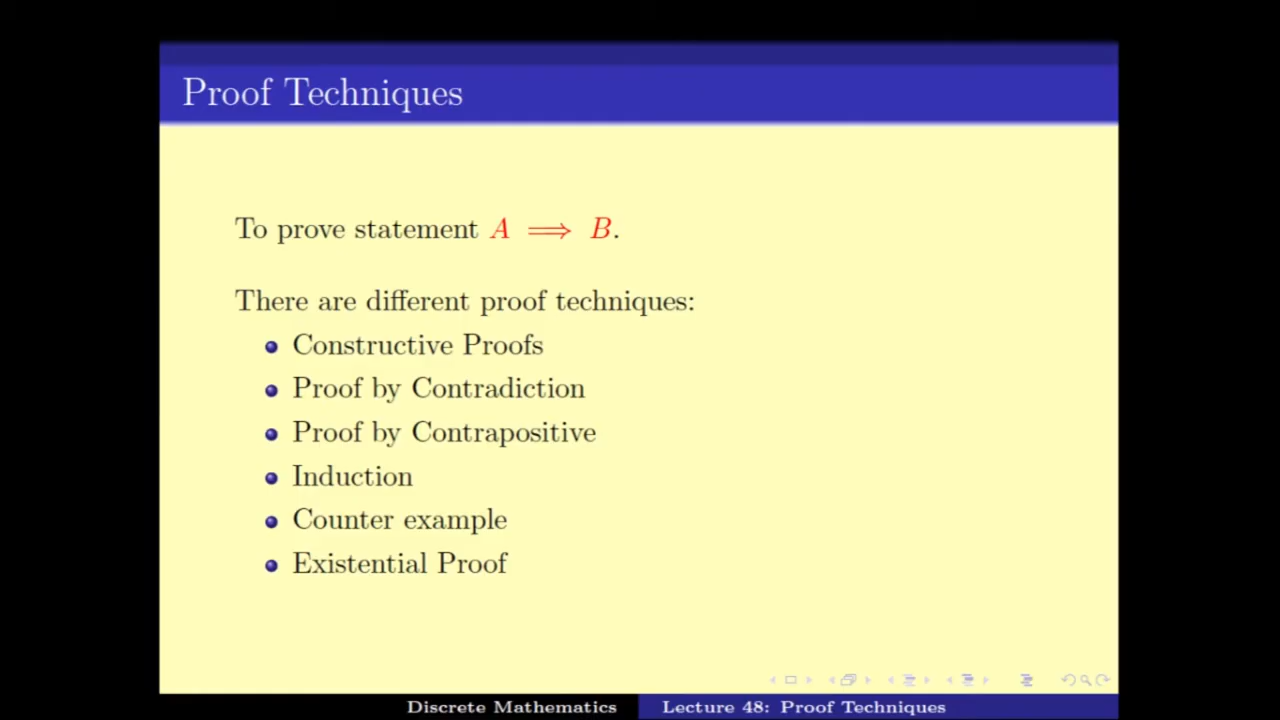 Proof Techniques
To prove statement A ⟹ B.
There are different proof techniques:
Constructive Proofs
Proof by Contradiction
Proof by Contrapositive
Induction
Counter example
Existential Proof
Discrete Mathematics
Lecture 48: Proof Techniques